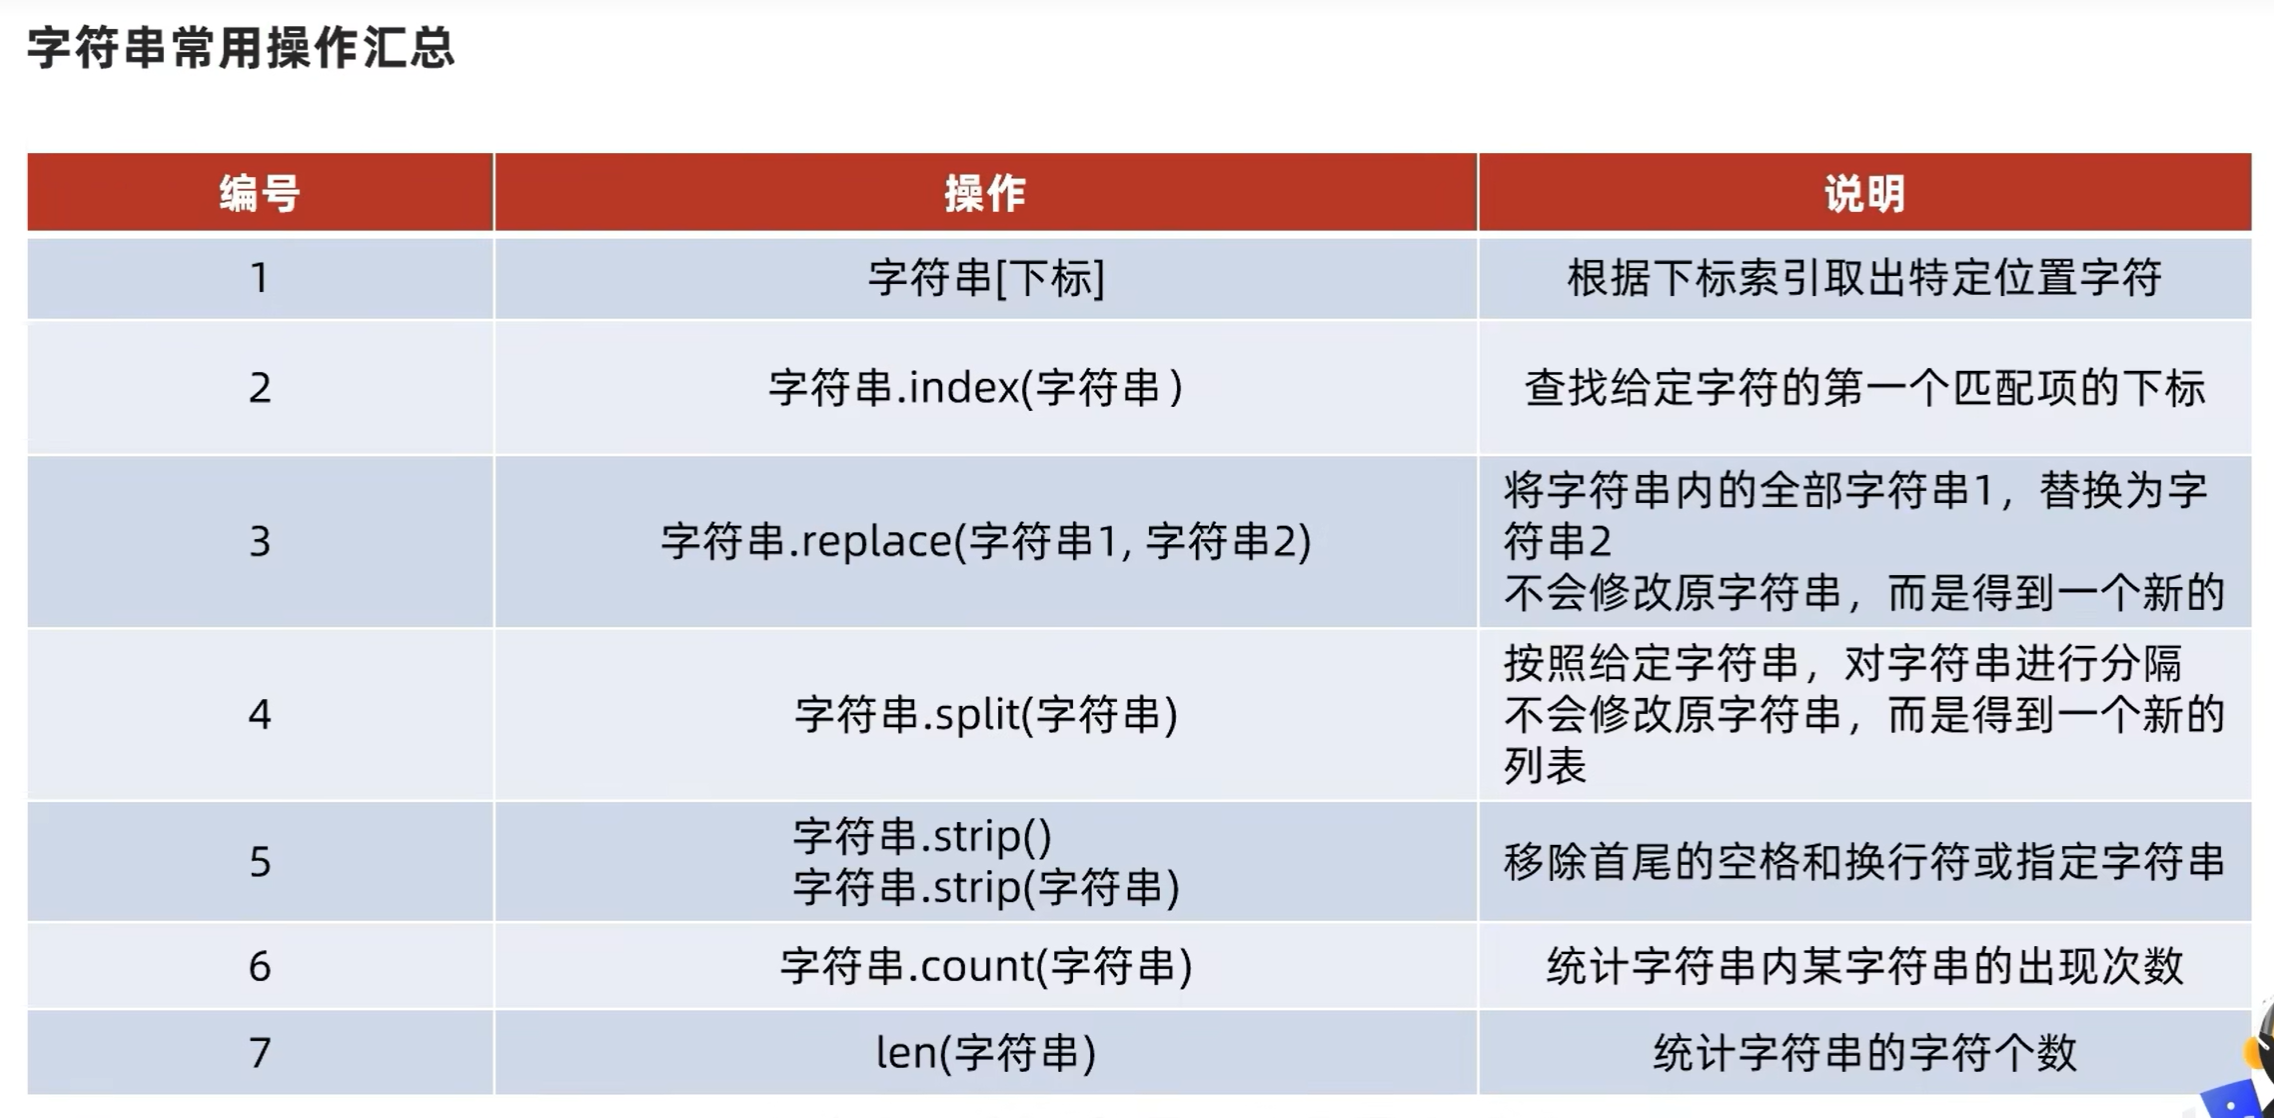 字符串常用操作汇总
编号 操作 说明
1 字符串[下标] 根据下标索引取出特定位置字符
2 字符串.index(字符串） 查找给定字符的第一个匹配项的下标
3 字符串.replace(字符串1, 字符串2) 将字符串内的全部字符串1，替换为字
符串2
不会修改原字符串，而是得到一个新的
4 字符串.split(字符串) 按照给定字符串，对字符串进行分隔
不会修改原字符串，而是得到一个新的
列表
5 字符串.strip()
字符串.strip(字符串) 移除首尾的空格和换行符或指定字符串
6 字符串.count(字符串) 统计字符串内某字符串的出现次数
7 len(字符串) 统计字符串的字符个数